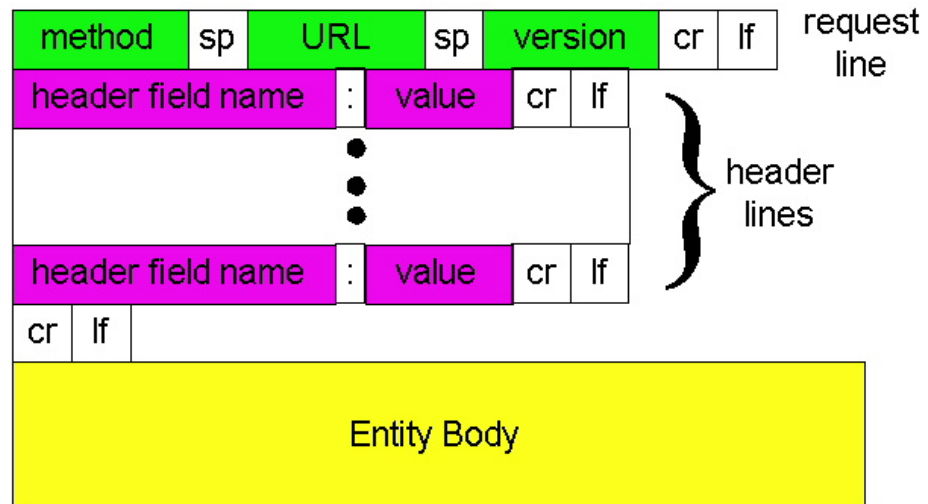 method sp URL sp version cr lf request line
header field name : value cr lf
header lines
header field name : value cr lf
cr lf
Entity Body